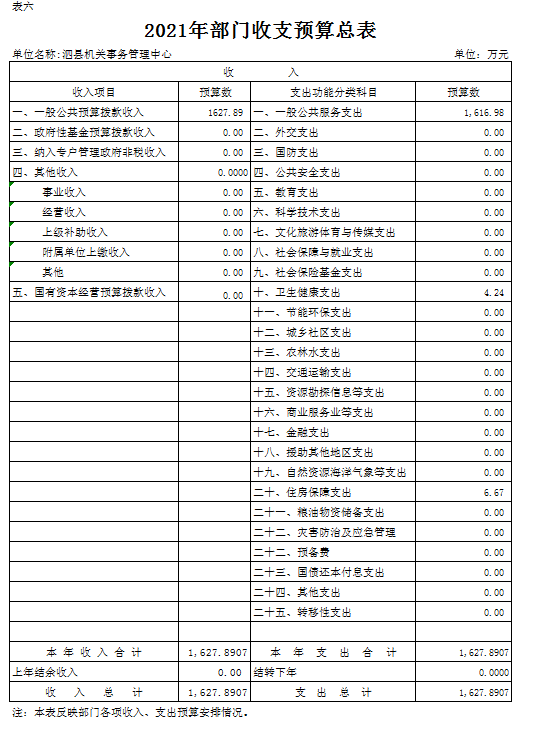 表六
2021年部门收支预算总表
单位名称:泗县机关事务管理中心 单位：万元
收 入
收入项目 预算数 支出功能分类科目 预算数
一、一般公共预算拨款收入 1627.89 一、一般公共服务支出 1,616.98
二、政府性基金预算拨款收入 0.00 二、外交支出 0.00
三、纳入专户管理政府非税收入 0.00 三、国防支出 0.00
四、其他收入 0.0000 四、公共安全支出 0.00
事业收入 0.00 五、教育支出 0.00
经营收入 0.00 六、科学技术支出 0.00
上级补助收入 0.00 七、文化旅游体育与传媒支出 0.00
附属单位上缴收入 0.00 八、社会保障与就业支出 0.00
其他 0.00 九、社会保险基金支出 0.00
五、国有资本经营预算拨款收入 0.00 十、卫生健康支出 4.24
十一、节能环保支出 0.00
十二、城乡社区支出 0.00
十三、农林水支出 0.00
十四、交通运输支出 0.00
十五、资源勘探信息等支出 0.00
十六、商业服务业等支出 0.00
十七、金融支出 0.00
十八、援助其他地区支出 0.00
十九、自然资源海洋气象等支出 0.00
二十、住房保障支出 6.67
二十一、粮油物资储备支出 0.00
二十二、灾害防治及应急管理 0.00
二十二、预备费 0.00
二十三、国债还本付息支出 0.00
二十四、其他支出 0.00
二十五、转移性支出 0.00
本 年 收 入 合 计 1,627.8907 本 年 支 出 合 计 1,627.8907
上年结余收入 0.00 结转下年 0.0000
收 入 总 计 1,627.8907 支 出 总 计 1,627.8907
注：本表反映部门各项收入、支出预算安排情况。